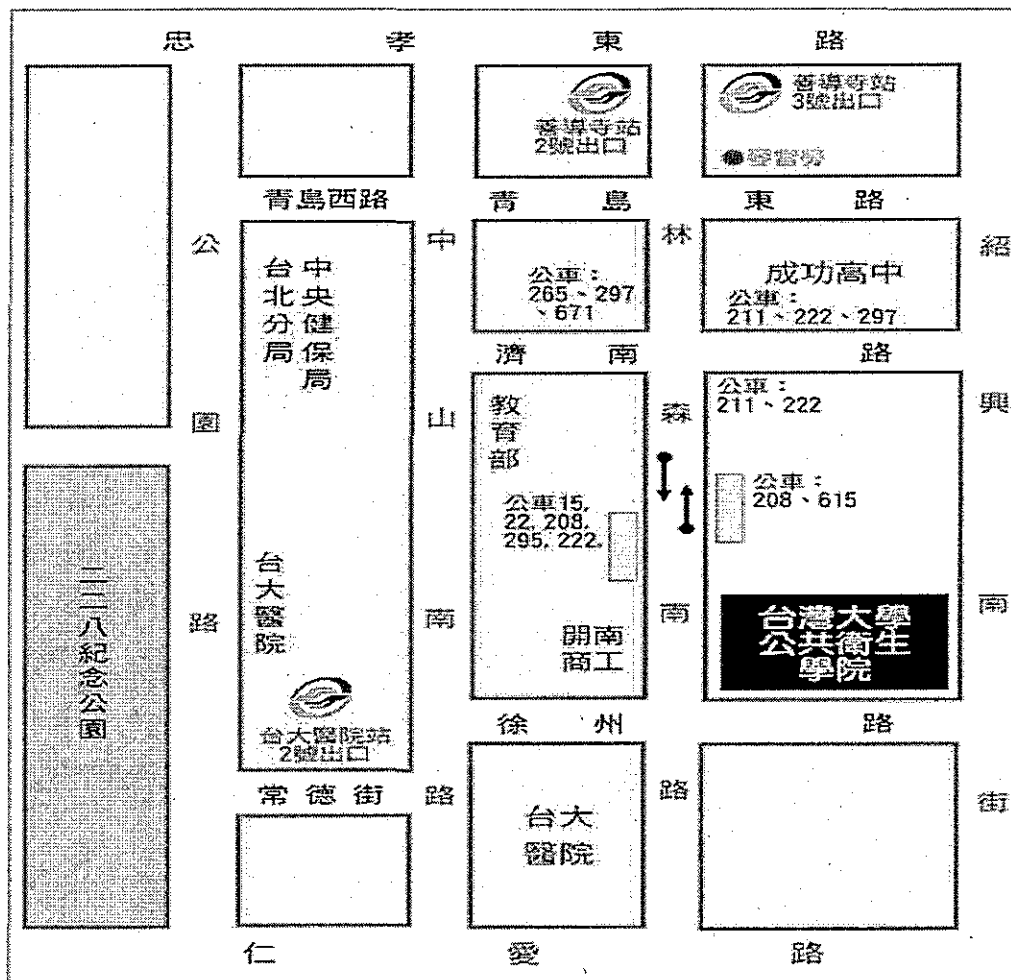 忠孝東路
善導寺站
2號出口
善導寺站
3號出口
麥當勞
青島西路
青島東路
公園路
中山南路
林森南路
紹興南街
中央健保局
台北分局
公車：
265、297
、671
成功高中
公車：
211、222、297
濟南路
教育部
公車15,
22, 208,
295, 222,
開南
商工
公車：
211、222
公車：
208、615
台灣大學
公共衛生
學院
二二八紀念公園
台大醫院
台大醫院站
2號出口
徐州路
常德街
台大
醫院
仁愛路